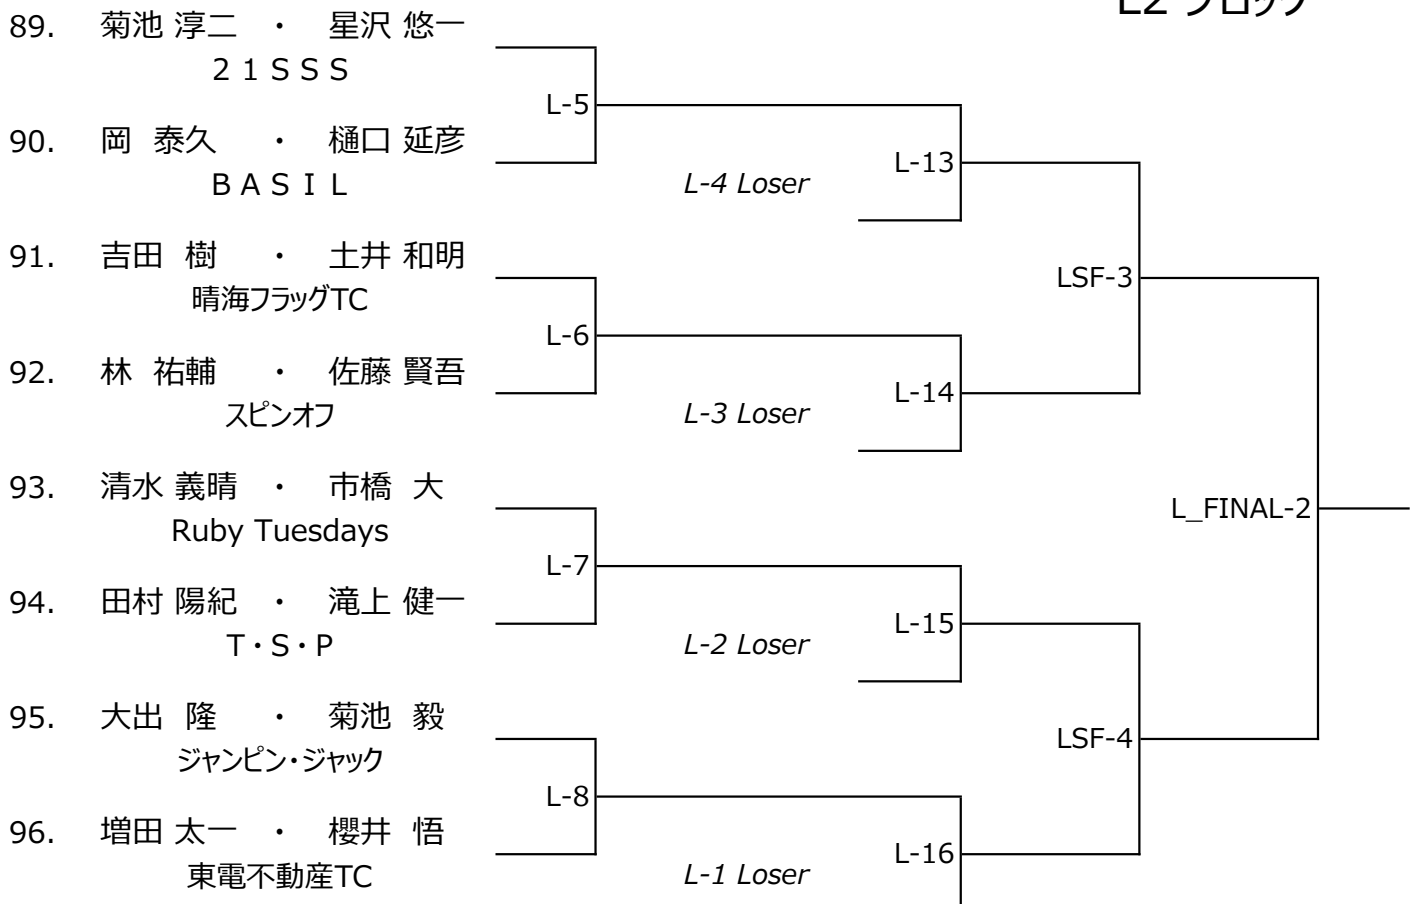 L2 ブロック
89. 菊池 淳二 ・ 星沢 悠一
２１ＳＳＳ
L-5
90. 岡 泰久 ・ 樋口 延彦
ＢＡＳＩＬ
L-4 Loser
L-13
91. 吉田 樹 ・ 土井 和明
晴海フラッグTC
LSF-3
L-6
92. 林 祐輔 ・ 佐藤 賢吾
スピンオフ
L-3 Loser
L-14
93. 清水 義晴 ・ 市橋 大
Ruby Tuesdays
L_FINAL-2
L-7
94. 田村 陽紀 ・ 滝上 健一
T・S・P
L-2 Loser
L-15
95. 大出 隆 ・ 菊池 毅
ジャンピン・ジャック
LSF-4
L-8
96. 増田 太一 ・ 櫻井 悟
東電不動産TC
L-1 Loser
L-16